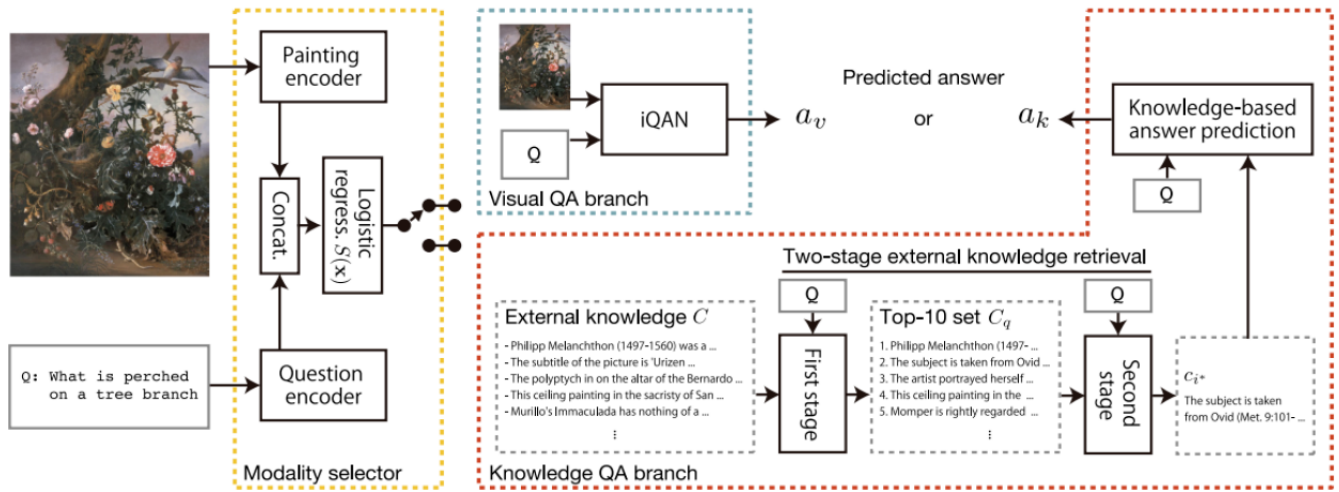 Q: What is perched
on a tree branch
Painting
encoder
Concat.
Logistic
regress. S(x)
Question
encoder
Modality selector
Q
iQAN
Visual QA branch
Predicted answer
a_v
or
a_k
Knowledge-based
answer prediction
Q
Two-stage external knowledge retrieval
External knowledge C
- Philipp Melanchthon (1497-1560) was a ...
- The subtitle of the picture is 'Urizen ...
- The polyptych in on the altar of the Bernardo ...
- This ceiling painting in the sacristy of San ...
- Murillo's Immaculada has nothing of a ...
⋮
Q
First stage
Top-10 set C_q
1. Philipp Melanchthon (1497- ...
2. The subject is taken from Ovid ...
3. The artist portrayed herself ...
4. This ceiling painting in the ...
5. Momper is rightly regarded ...
⋮
Q
Second
stage
c_{i*}
The subject is taken
from Ovid (Met. 9:101- ...
Knowledge QA branch